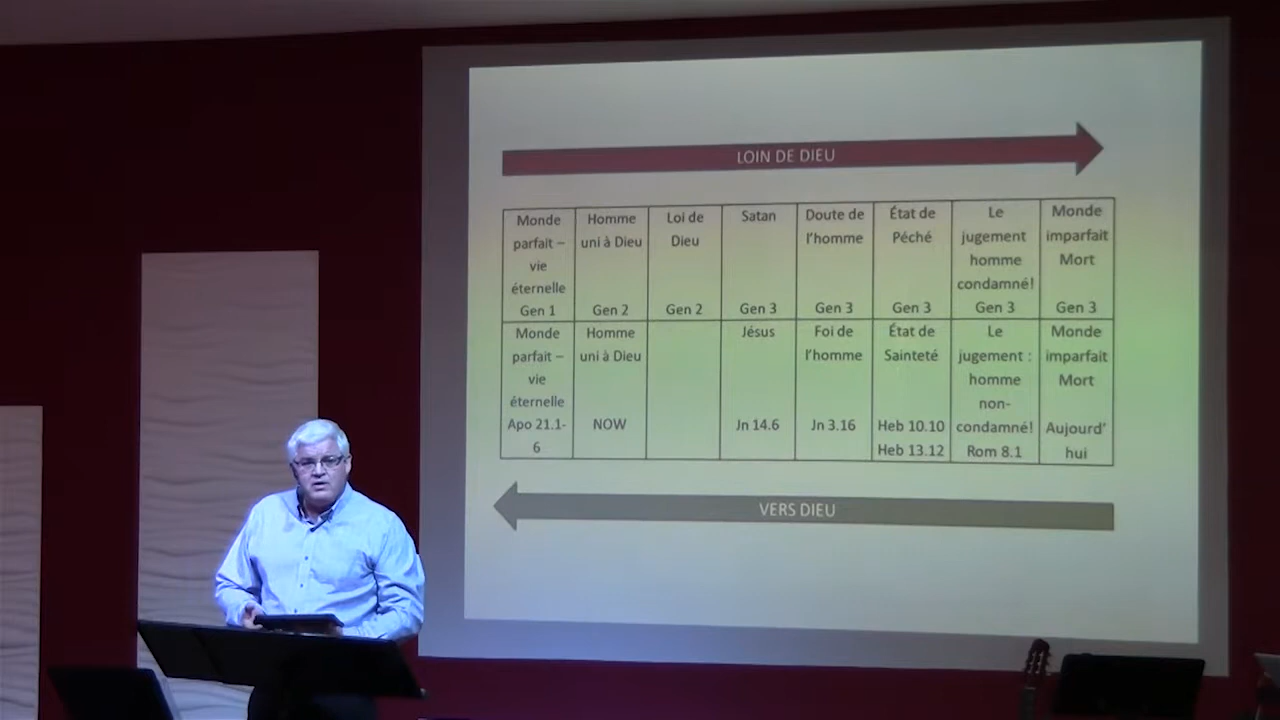 LOIN DE DIEU
Monde
parfait –
vie
éternelle
Gen 1
Homme
uni à Dieu
Gen 2
Loi de
Dieu
Gen 2
Satan
Gen 3
Doute de
l'homme
Gen 3
État de
Péché
Gen 3
Le
jugement
homme
condamné!
Gen 3
Monde
imparfait
Mort
Gen 3
Monde
parfait –
vie
éternelle
Apo 21.1-
6
Homme
uni à Dieu
NOW
Jésus
Jn 14.6
Foi de
l'homme
Jn 3.16
État de
Sainteté
Heb 10.10
Heb 13.12
Le
jugement :
homme
non-
condamné!
Rom 8.1
Monde
imparfait
Mort
Aujourd'
hui
VERS DIEU